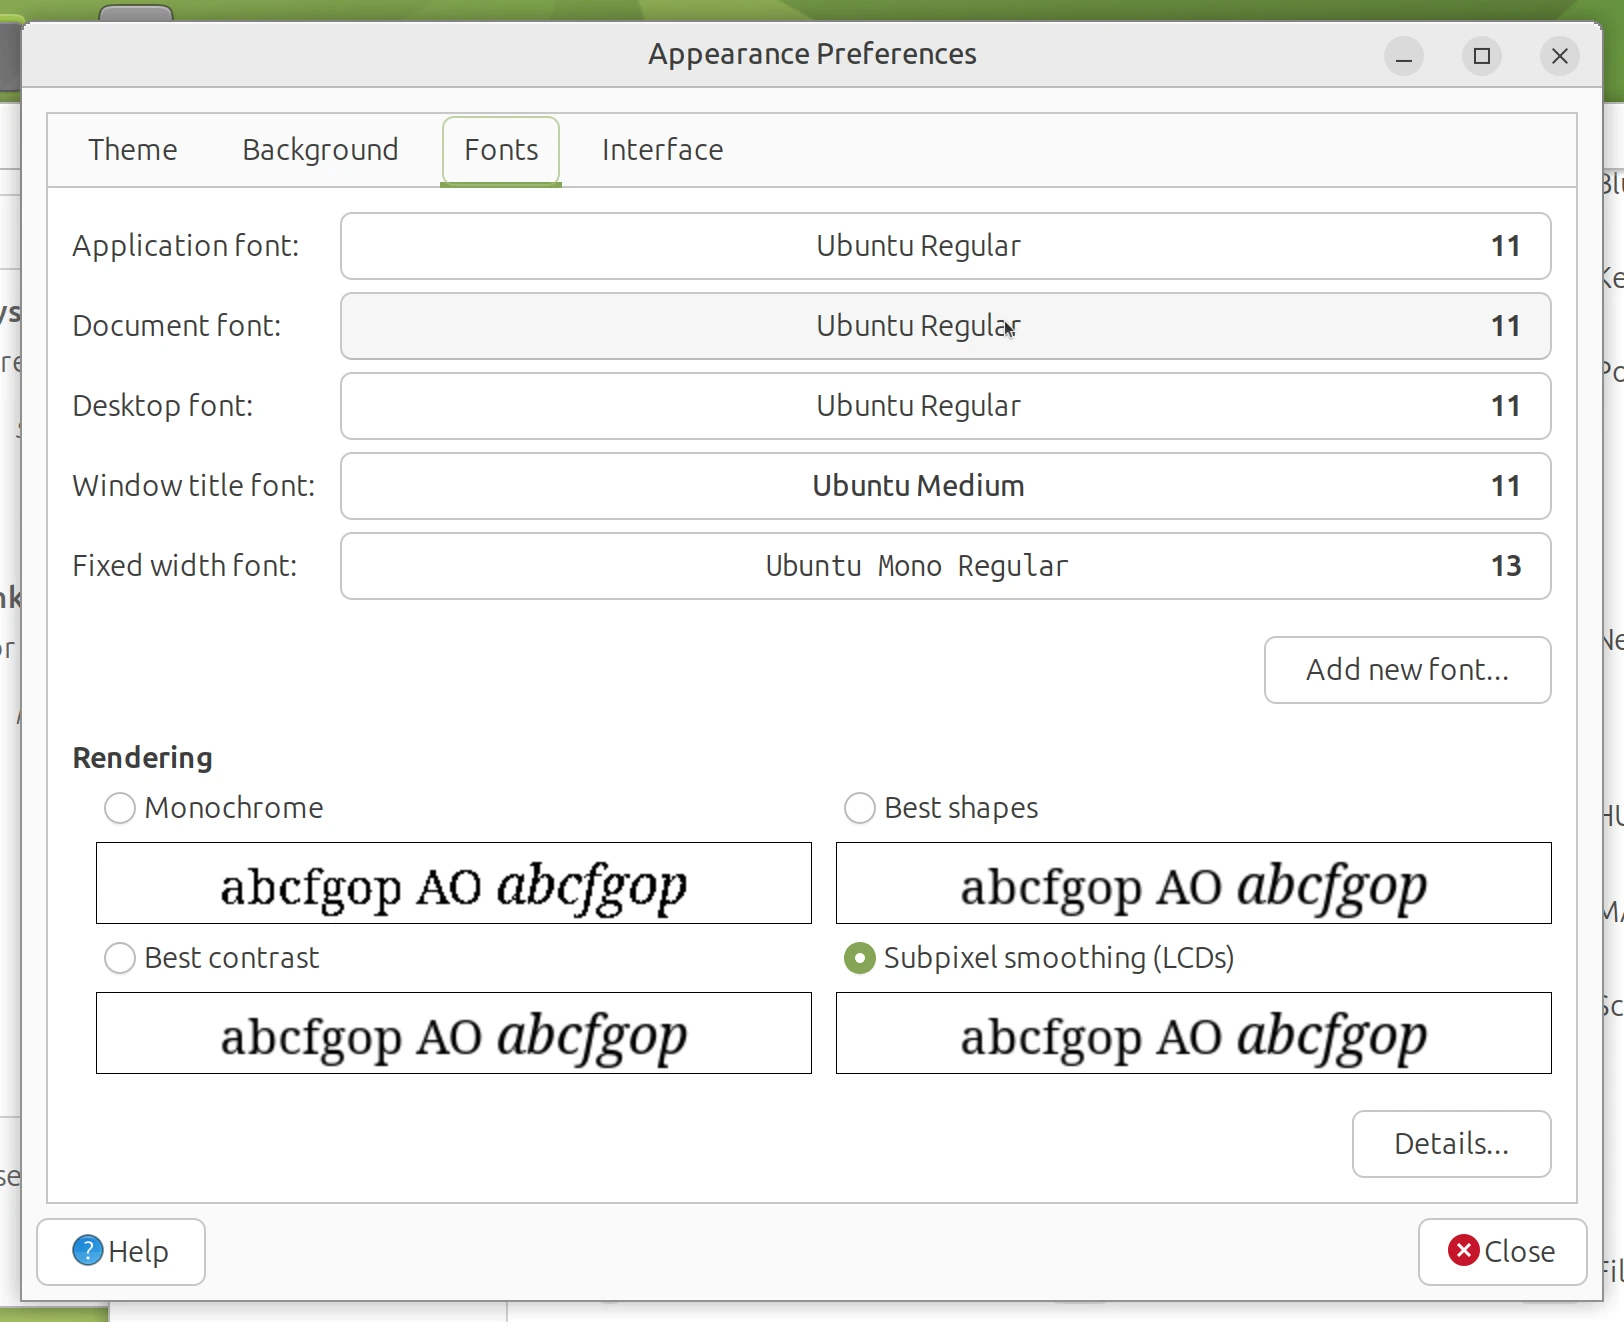 Appearance Preferences
Theme Background Fonts Interface
Application font: Ubuntu Regular 11
Document font: Ubuntu Regular 11
Desktop font: Ubuntu Regular 11
Window title font: Ubuntu Medium 11
Fixed width font: Ubuntu Mono Regular 13
Add new font...
Rendering
Monochrome Best shapes
abcfgop AO abcfgop abcfgop AO abcfgop
Best contrast Subpixel smoothing (LCDs)
abcfgop AO abcfgop abcfgop AO abcfgop
Details...
Help Close